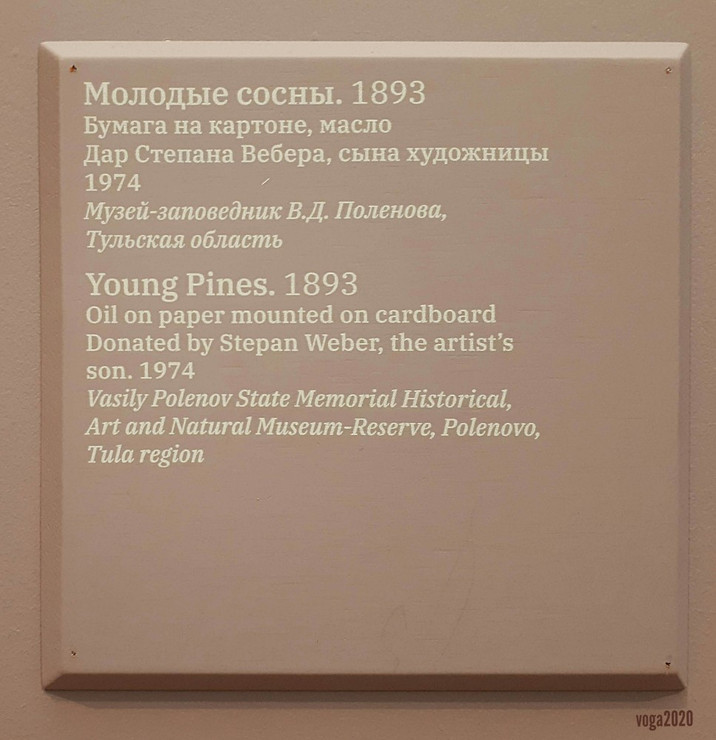 Молодые сосны. 1893
Бумага на картоне, масло
Дар Степана Вебера, сына художницы
1974
Музей-заповедник В.Д. Поленова,
Тульская область
Young Pines. 1893
Oil on paper mounted on cardboard
Donated by Stepan Weber, the artist’s
son. 1974
Vasily Polenov State Memorial Historical,
Art and Natural Museum-Reserve, Polenovo,
Tula region
voga2020